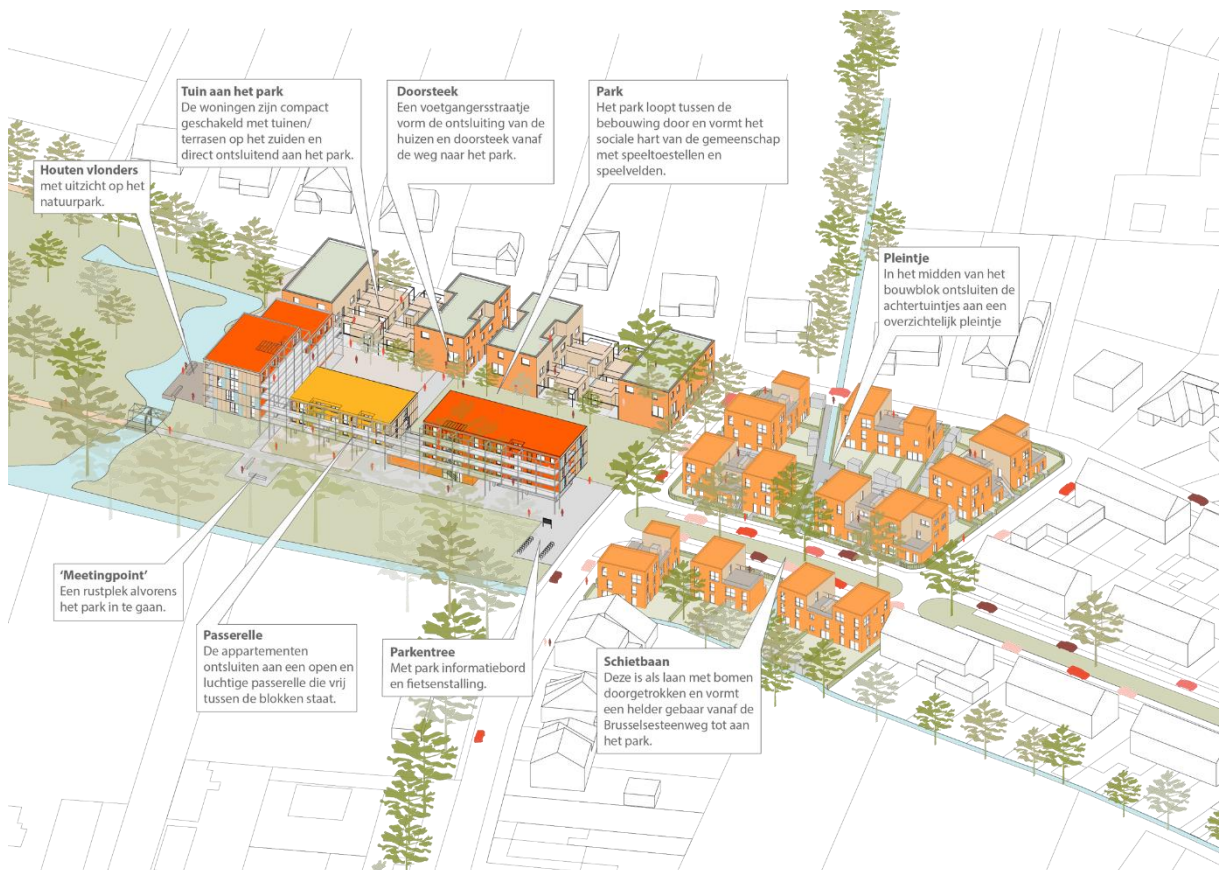 Tuin aan het park
De woningen zijn compact
geschakeld met tuinen/
terrasen op het zuiden en
direct ontsluitend aan het park.
Doorsteek
Een voetgangersstraatje
vorm de ontsluiting van de
huizen en doorsteek vanaf
de weg naar het park.
Park
Het park loopt tussen de
bebouwing door en vormt het
sociale hart van de gemeenschap
met speeltoestellen en
speelvelden.
Houten vlonders
met uitzicht op het
natuurpark.
Pleintje
In het midden van het
bouwblok ontsluiten de
achtertuintjes aan een
overzichtelijk pleintje
'Meetingpoint'
Een rustplek alvorens
het park in te gaan.
Passerelle
De appartementen
ontsluiten aan een open en
luchtige passerelle die vrij
tussen de blokken staat.
Parkentree
Met park informatiebord
en fietsenstalling.
Schietbaan
Deze is als laan met bomen
doorgetrokken en vormt
een helder gebaar vanaf de
Brusselsesteenweg tot aan
het park.